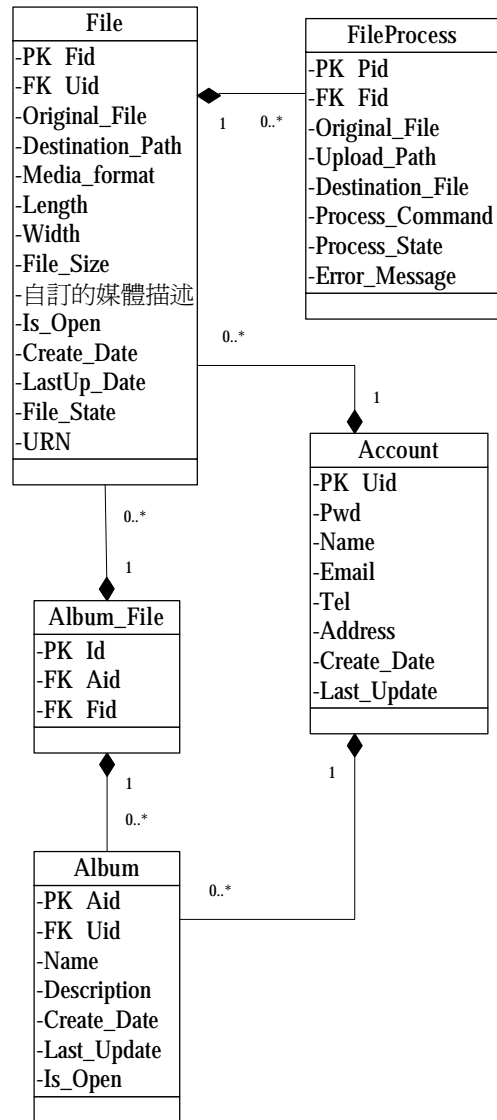 File
-PK Fid
-FK Uid
-Original_File
-Destination_Path
-Media_format
-Length
-Width
-File_Size
-自訂的媒體描述
-Is_Open
-Create_Date
-LastUp_Date
-File_State
-URN
FileProcess
-PK Pid
-FK Fid
-Original_File
-Upload_Path
-Destination_File
-Process_Command
-Process_State
-Error_Message
1
0..*
0..*
1
Account
-PK Uid
-Pwd
-Name
-Email
-Tel
-Address
-Create_Date
-Last_Update
0..*
1
Album_File
-PK Id
-FK Aid
-FK Fid
1
0..*
1
0..*
Album
-PK Aid
-FK Uid
-Name
-Description
-Create_Date
-Last_Update
-Is_Open